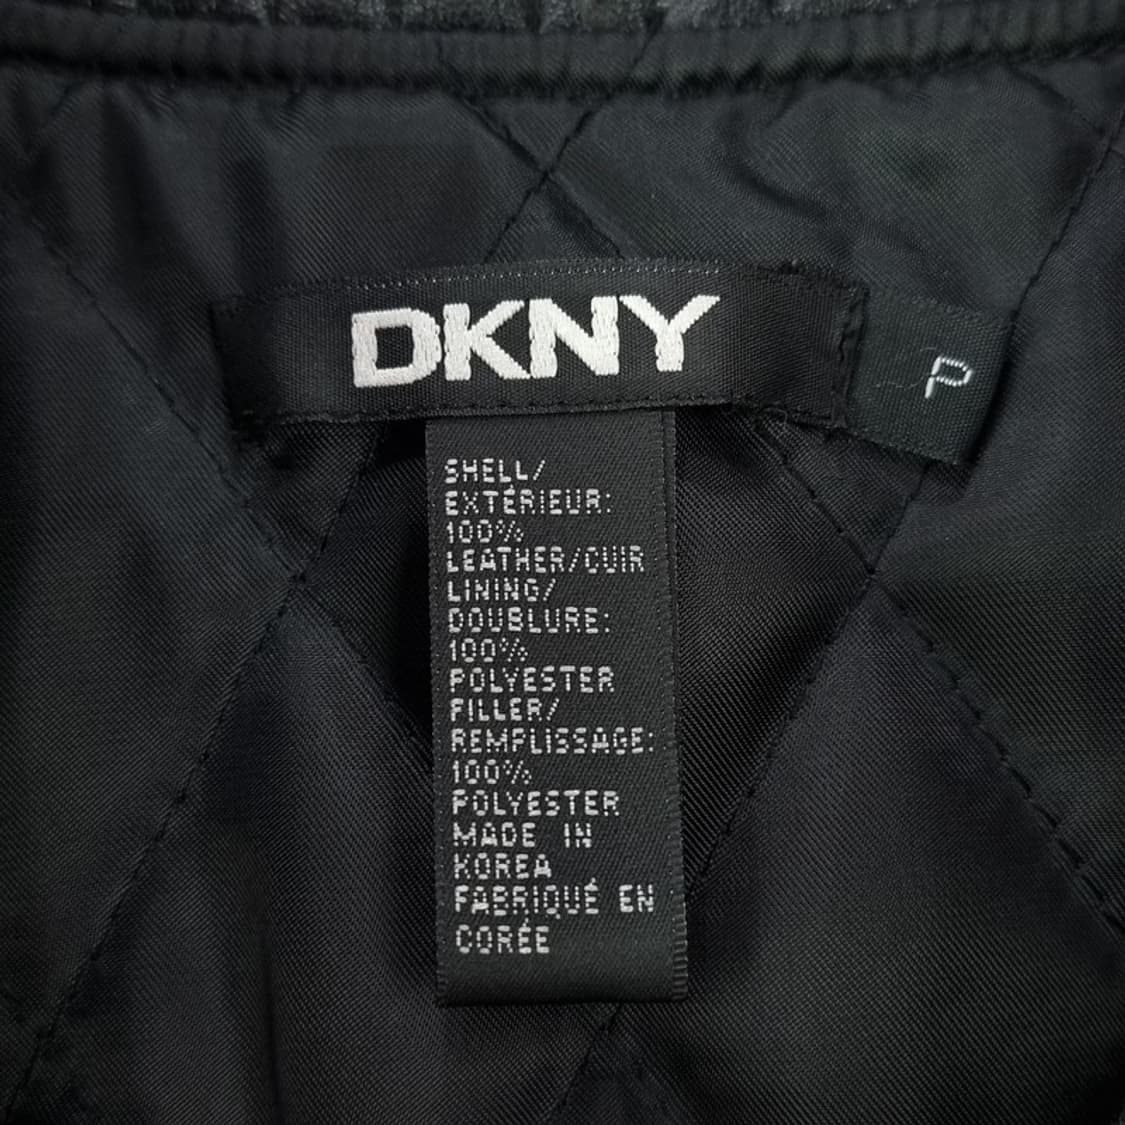 DKNY
P
SHELL/
EXTÉRIEUR:
100%
LEATHER/CUIR
LINING/
DOUBLURE:
100%
POLYESTER
FILLER/
REMPLISSAGE:
100%
POLYESTER
MADE IN
KOREA
FABRIQUÉ EN
CORÉE